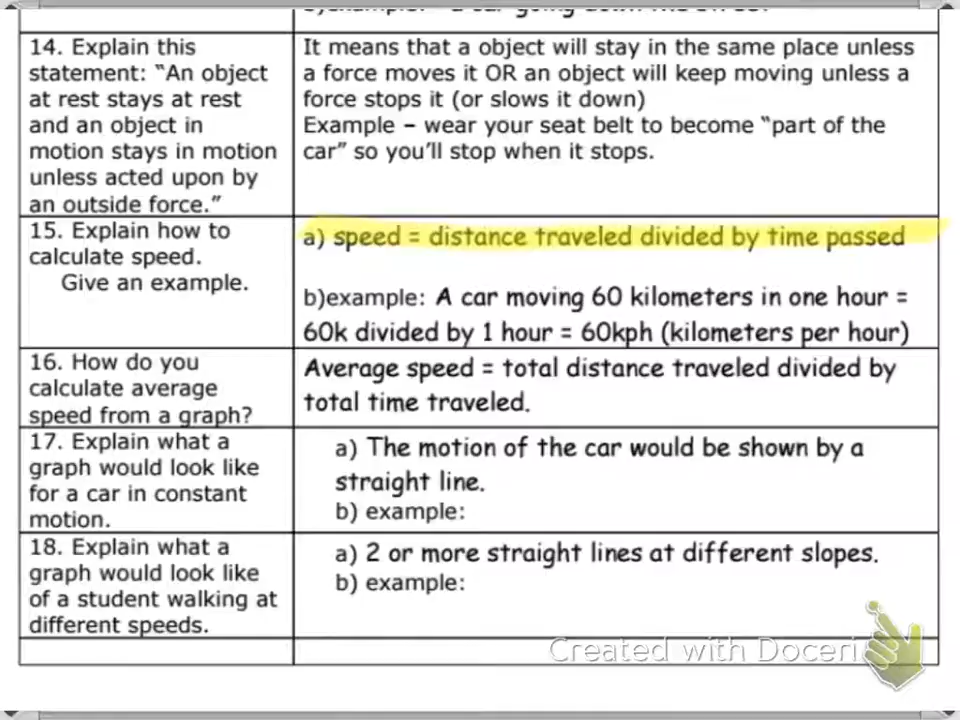 14. Explain this
statement: "An object
at rest stays at rest
and an object in
motion stays in motion
unless acted upon by
an outside force."
It means that a object will stay in the same place unless
a force moves it OR an object will keep moving unless a
force stops it (or slows it down)
Example – wear your seat belt to become "part of the
car" so you'll stop when it stops.
15. Explain how to
calculate speed.
Give an example.
a) speed = distance traveled divided by time passed
b)example: A car moving 60 kilometers in one hour =
60k divided by 1 hour = 60kph (kilometers per hour)
16. How do you
calculate average
speed from a graph?
Average speed = total distance traveled divided by
total time traveled.
17. Explain what a
graph would look like
for a car in constant
motion.
a) The motion of the car would be shown by a
straight line.
b) example:
18. Explain what a
graph would look like
of a student walking at
different speeds.
a) 2 or more straight lines at different slopes.
b) example:
Created with Doceri